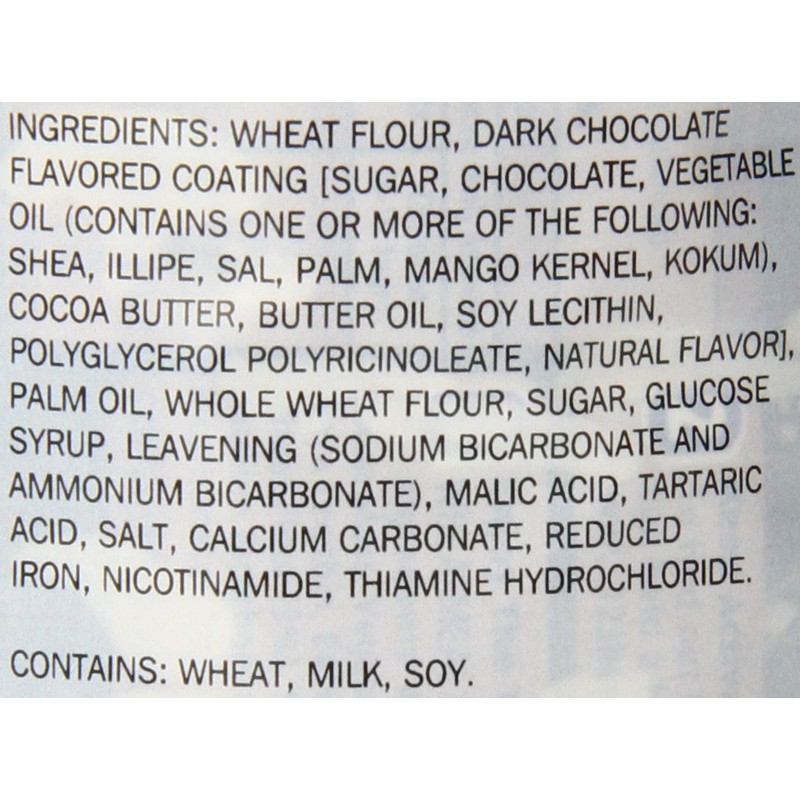 INGREDIENTS: WHEAT FLOUR, DARK CHOCOLATE
FLAVORED COATING [SUGAR, CHOCOLATE, VEGETABLE
OIL (CONTAINS ONE OR MORE OF THE FOLLOWING:
SHEA, ILLIPE, SAL, PALM, MANGO KERNEL, KOKUM),
COCOA BUTTER, BUTTER OIL, SOY LECITHIN,
POLYGLYCEROL POLYRICINOLEATE, NATURAL FLAVOR],
PALM OIL, WHOLE WHEAT FLOUR, SUGAR, GLUCOSE
SYRUP, LEAVENING (SODIUM BICARBONATE AND
AMMONIUM BICARBONATE), MALIC ACID, TARTARIC
ACID, SALT, CALCIUM CARBONATE, REDUCED
IRON, NICOTINAMIDE, THIAMINE HYDROCHLORIDE.
CONTAINS: WHEAT, MILK, SOY.